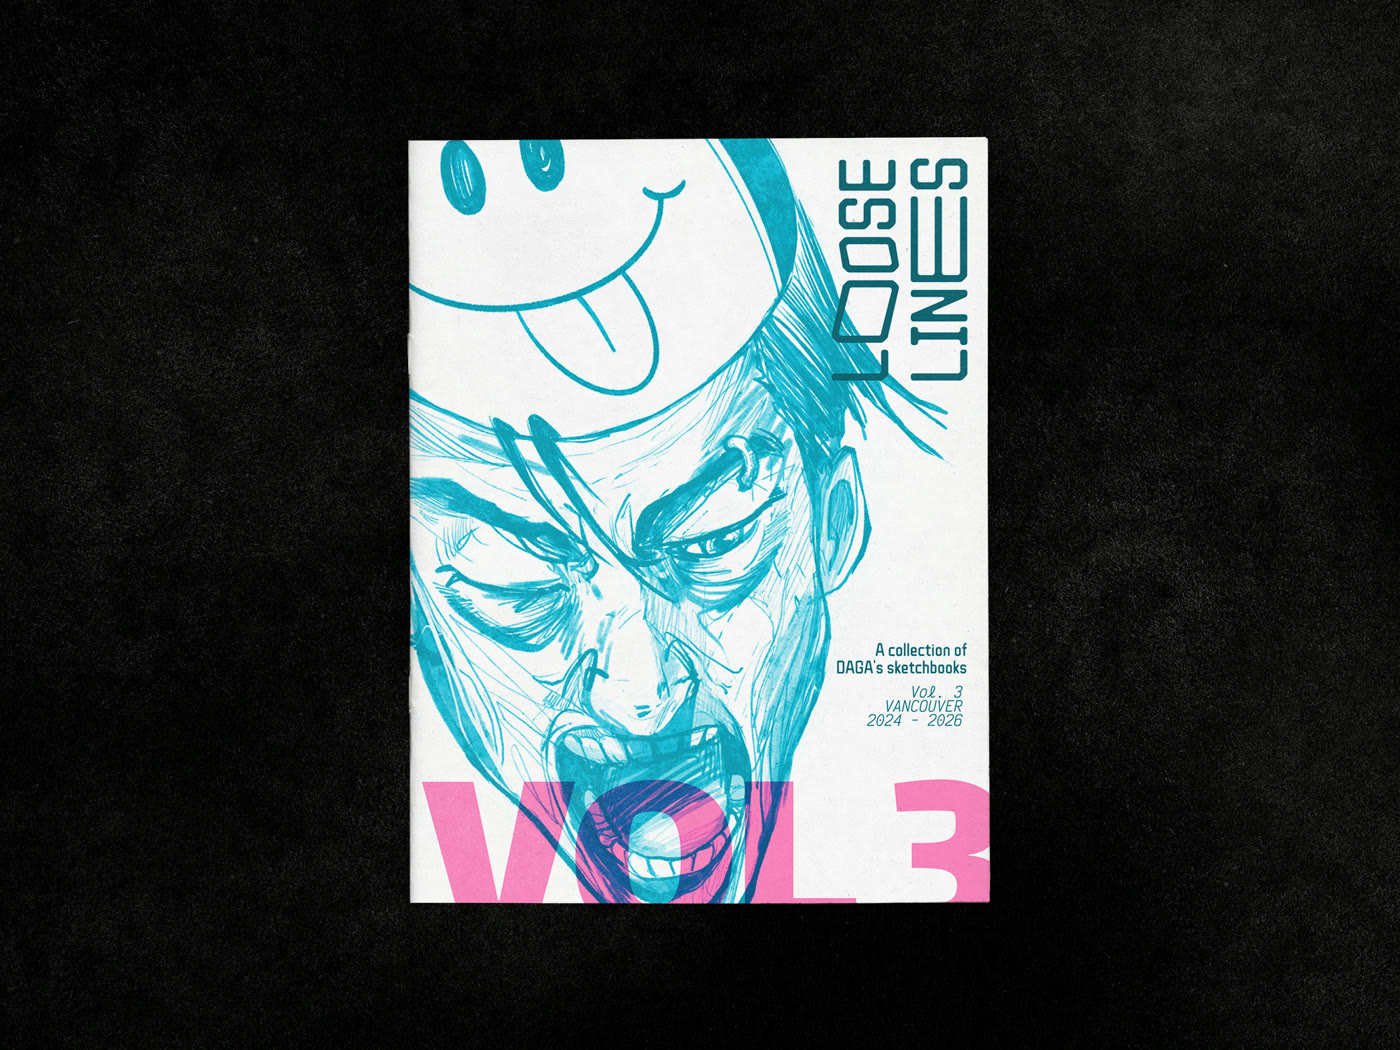 LOOSE
LINES
A collection of
DAGA's sketchbooks
Vol. 3
VANCOUVER
2024 - 2026
VOL 3